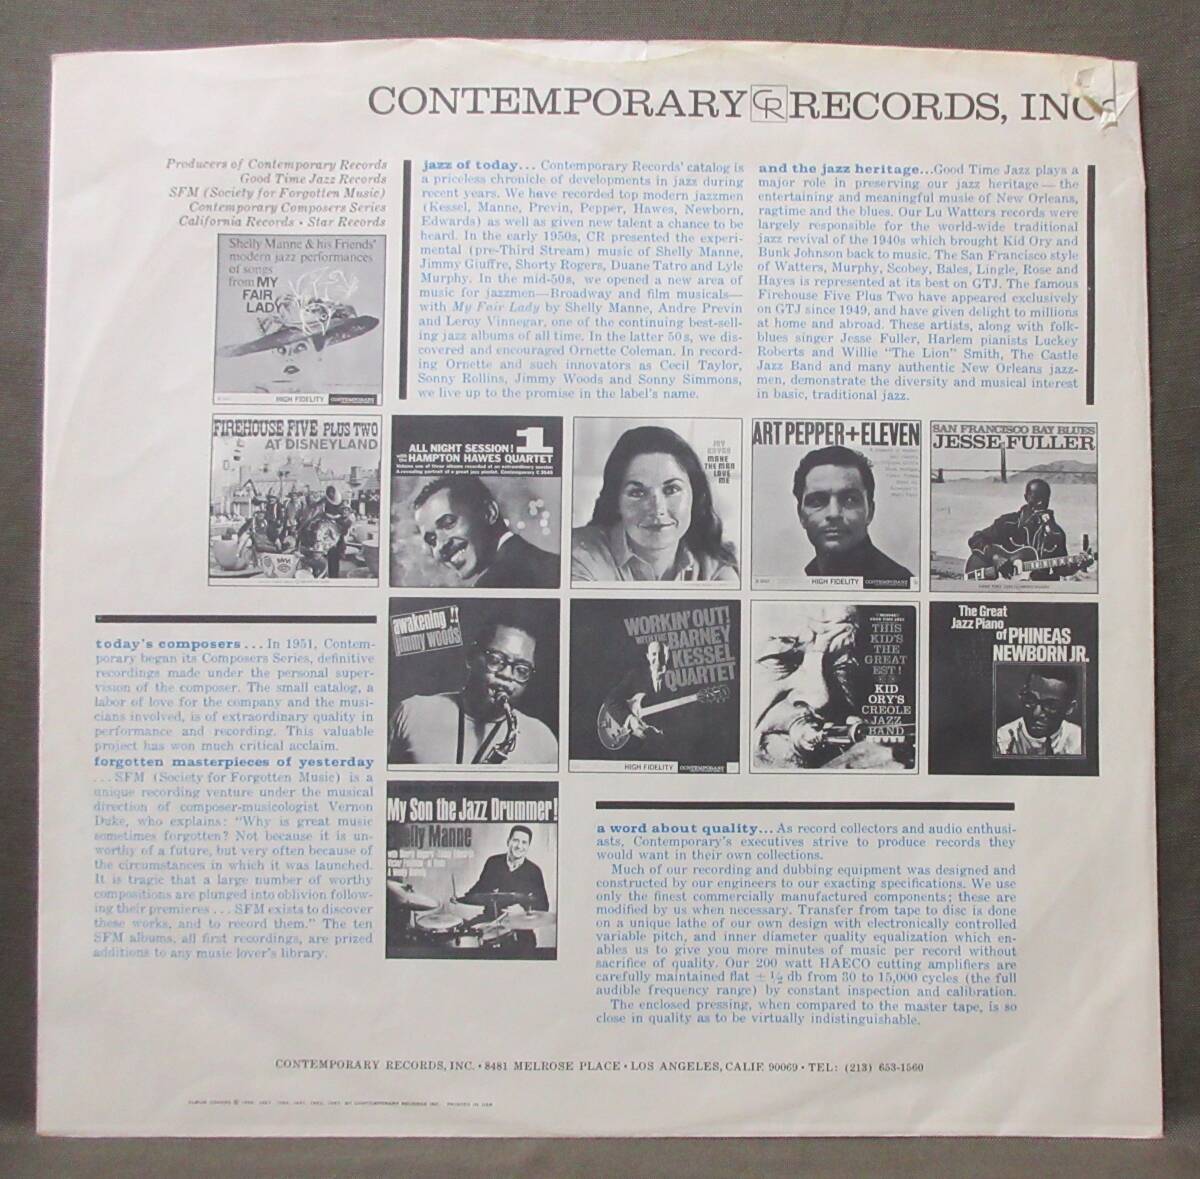 CONTEMPORARY CR RECORDS, INC.
Producers of Contemporary Records
Good Time Jazz Records
SFM (Society for Forgotten Music)
Contemporary Composers Series
California Records • Star Records
jazz of today... Contemporary Records' catalog is
a priceless chronicle of developments in jazz during
recent years. We have recorded top modern jazzmen
(Kessel, Manne, Previn, Pepper, Hawes, Newborn,
Edwards) as well as given new talent a chance to be
heard. In the early 1950s, CR presented the experi-
mental (pre-Third Stream) music of Shelly Manne,
Jimmy Giuffre, Shorty Rogers, Duane Tatro and Lyle
Murphy. In the mid-50s, we opened a new area of
music for jazzmen—Broadway and film musicals—
with My Fair Lady by Shelly Manne, Andre Previn
and Leroy Vinnegar, one of the continuing best-sell-
ing jazz albums of all time. In the latter 50s, we dis-
covered and encouraged Ornette Coleman. In record-
ing Ornette and such innovators as Cecil Taylor,
Sonny Rollins, Jimmy Woods and Sonny Simmons,
we live up to the promise in the label's name.
and the jazz heritage...Good Time Jazz plays a
major role in preserving our jazz heritage — the
entertaining and meaningful music of New Orleans,
ragtime and the blues. Our Lu Watters records were
largely responsible for the world-wide traditional
jazz revival of the 1940s which brought Kid Ory and
Bunk Johnson back to music. The San Francisco style
of Watters, Murphy, Scobey, Bales, Lingle, Rose and
Hayes is represented at its best on GTJ. The famous
Firehouse Five Plus Two have appeared exclusively
on GTJ since 1949, and have given delight to millions
at home and abroad. These artists, along with folk-
blues singer Jesse Fuller, Harlem pianists Luckey
Roberts and Willie "The Lion" Smith, The Castle
Jazz Band and many authentic New Orleans jazz-
men, demonstrate the diversity and musical interest
in basic, traditional jazz.
Shelly Manne & his Friends'
modern jazz performances
of songs
from MY
FAIR
LADY
HIGH FIDELITY CONTEMPORARY
FIREHOUSE FIVE PLUS TWO
AT DISNEYLAND
ALL NIGHT SESSION! 1
with the HAMPTON HAWES QUARTET
Volume one of three albums recorded at an extraordinary session
A revealing portrait of a great jazz pianist. Contemporary C 3545
JOY
BRYAN
MAKE
THE MAN
LOVE
ME
ART PEPPER+ELEVEN
HIGH FIDELITY CONTEMPORARY
SAN FRANCISCO BAY BLUES
JESSE FULLER
awakening!!
jimmy woods
WORKIN' OUT!
WITH THE BARNEY
KESSEL
QUARTET
HIGH FIDELITY CONTEMPORARY
THIS
KID'S
THE
GREAT
EST!
KID
ORY'S
CREOLE
JAZZ
BAND
The Great
Jazz Piano
of PHINEAS
NEWBORN JR.
My Son the Jazz Drummer!
Shelly Manne
today's composers... In 1951, Contem-
porary began its Composers Series, definitive
recordings made under the personal super-
vision of the composer. The small catalog, a
labor of love for the company and the musi-
cians involved, is of extraordinary quality in
performance and recording. This valuable
project has won much critical acclaim.
forgotten masterpieces of yesterday
...SFM (Society for Forgotten Music) is a
unique recording venture under the musical
direction of composer-musicologist Vernon
Duke, who explains: "Why is great music
sometimes forgotten? Not because it is un-
worthy of a future, but very often because of
the circumstances in which it was launched.
It is tragic that a large number of worthy
compositions are plunged into oblivion follow-
ing their premieres... SFM exists to discover
these works, and to record them." The ten
SFM albums, all first recordings, are prized
additions to any music lover's library.
a word about quality... As record collectors and audio enthusi-
asts, Contemporary's executives strive to produce records they
would want in their own collections.
Much of our recording and dubbing equipment was designed and
constructed by our engineers to our exacting specifications. We use
only the finest commercially manufactured components; these are
modified by us when necessary. Transfer from tape to disc is done
on a unique lathe of our own design with electronically controlled
variable pitch, and inner diameter quality equalization which en-
ables us to give you more minutes of music per record without
sacrifice of quality. Our 200 watt HAECO cutting amplifiers are
carefully maintained flat ± ½ db from 30 to 15,000 cycles (the full
audible frequency range) by constant inspection and calibration.
The enclosed pressing, when compared to the master tape, is so
close in quality as to be virtually indistinguishable.
CONTEMPORARY RECORDS, INC. • 8481 MELROSE PLACE • LOS ANGELES, CALIF. 90069 • TEL: (213) 653-1560